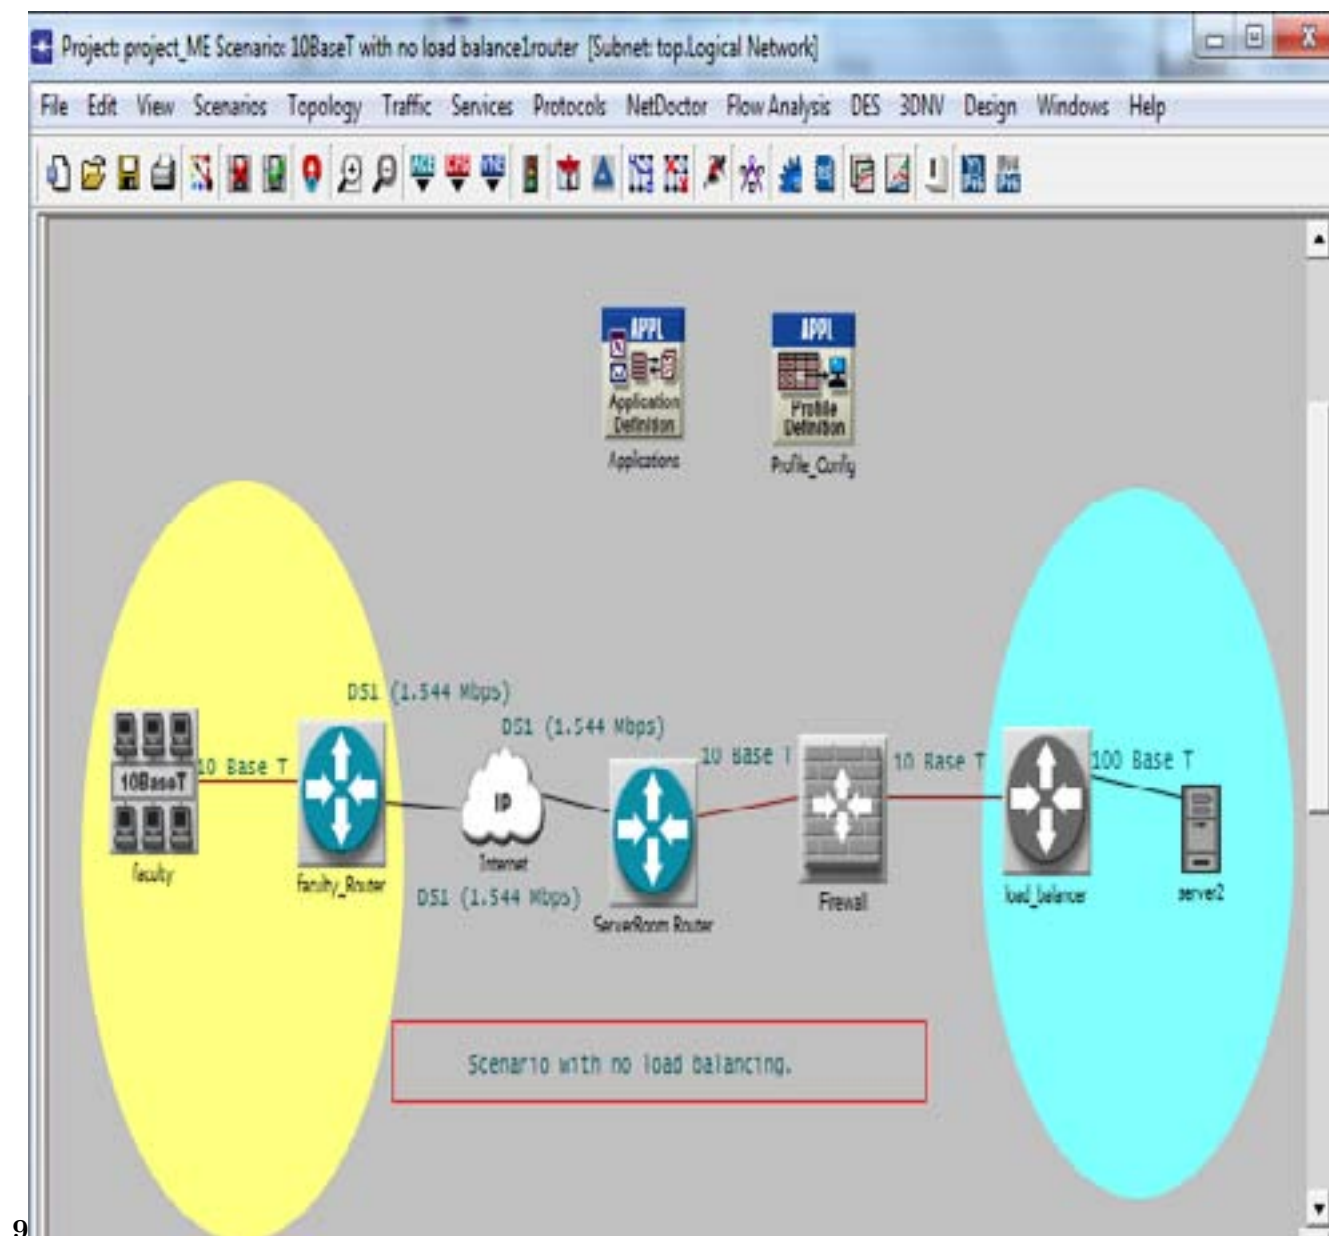 Project: project_ME Scenario: 10BaseT with no load balance1router [Subnet: top.Logical Network]
File Edit View Scenarios Topology Traffic Services Protocols NetDoctor Flow Analysis DES 3DNV Design Windows Help
APPL
Application
Definition
Applications
APPL
Profile
Definition
Profile_Config
DS1 (1.544 Mbps)
DS1 (1.544 Mbps)
10 Base T
10BaseT
faculty
10 Base T
faculty_Router
IP
Internet
DS1 (1.544 Mbps)
ServerRoom Router
Firewall
10 Base T
load_balancer
100 Base T
server2
Scenario with no load balancing.
9